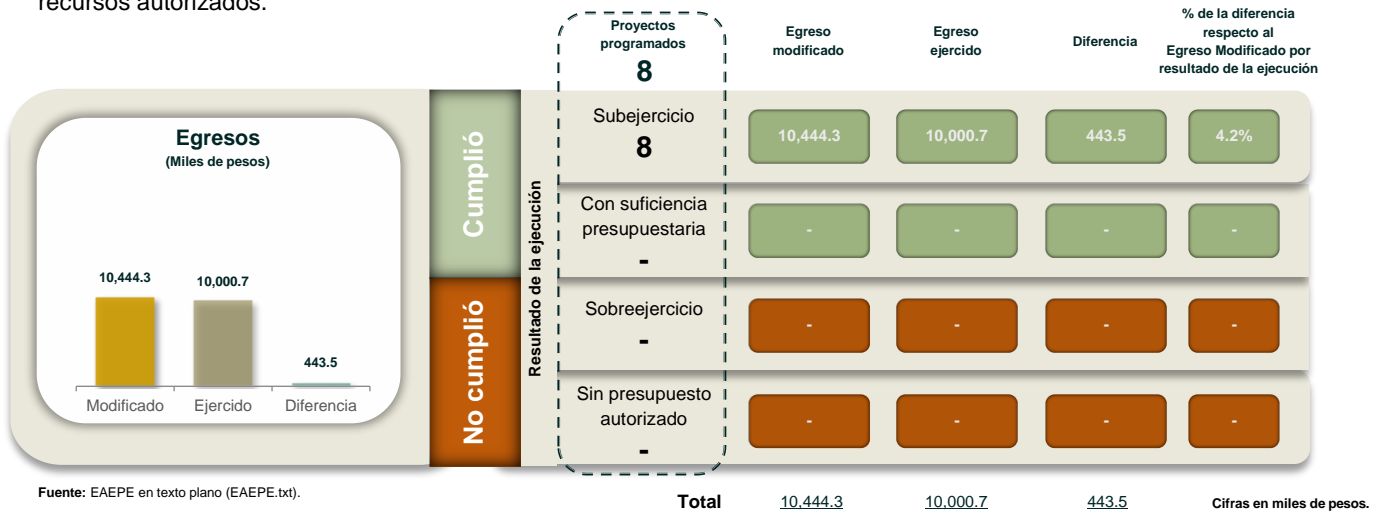 recursos autorizados.
Proyectos
programados
8
Egreso
modificado
Egreso
ejercido
Diferencia
% de la diferencia
respecto al
Egreso Modificado por
resultado de la ejecución
Egresos
(Miles de pesos)
10,444.3
10,000.7
443.5
Modificado
Ejercido
Diferencia
Cumplió
No cumplió
Resultado de la ejecución
Subejercicio
8
10,444.3
10,000.7
443.5
4.2%
Con suficiencia
presupuestaria
-
-
-
-
-
Sobreejercicio
-
-
-
-
-
Sin presupuesto
autorizado
-
-
-
-
-
Fuente: EAEPE en texto plano (EAEPE.txt).
Total
10,444.3
10,000.7
443.5
Cifras en miles de pesos.